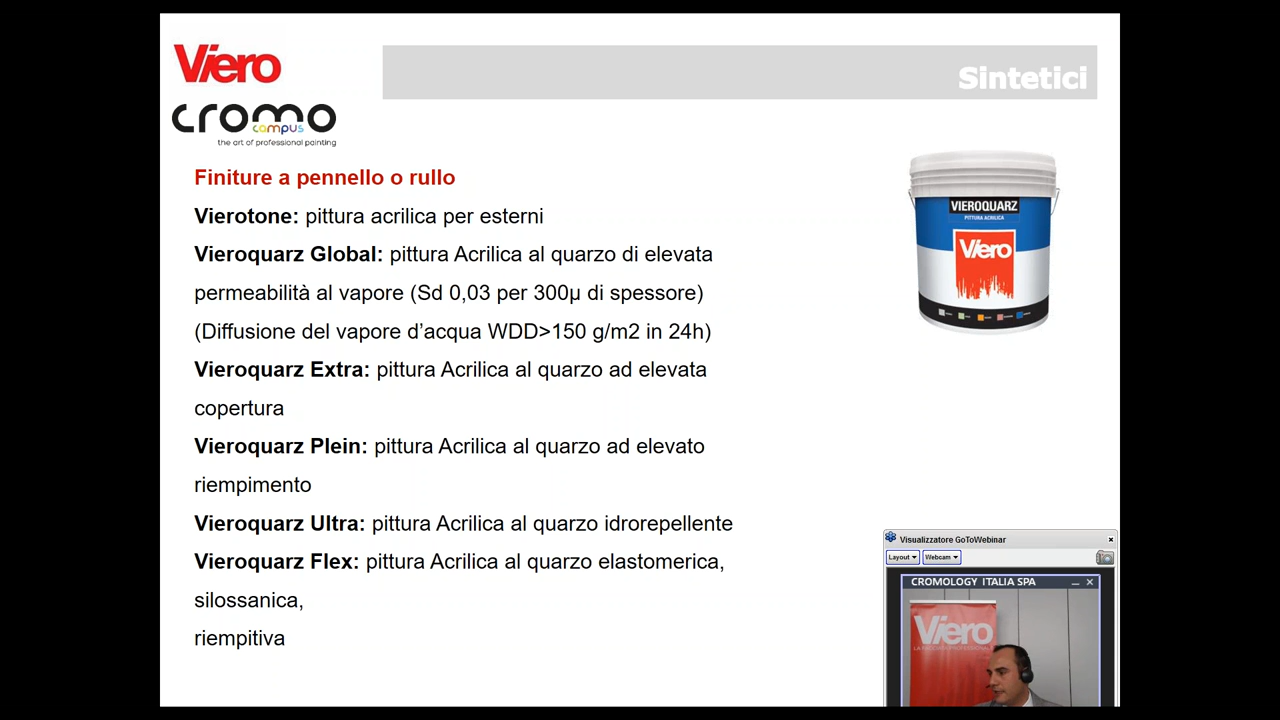 Viero
Sintetici
cromo
campus
the art of professional painting
Finiture a pennello o rullo
Vierotone: pittura acrilica per esterni
Vieroquarz Global: pittura Acrilica al quarzo di elevata
permeabilità al vapore (Sd 0,03 per 300µ di spessore)
(Diffusione del vapore d’acqua WDD>150 g/m2 in 24h)
Vieroquarz Extra: pittura Acrilica al quarzo ad elevata
copertura
Vieroquarz Plein: pittura Acrilica al quarzo ad elevato
riempimento
Vieroquarz Ultra: pittura Acrilica al quarzo idrorepellente
Vieroquarz Flex: pittura Acrilica al quarzo elastomerica,
silossanica,
riempitiva
VIEROQUARZ
PITTURA ACRILICA
Viero
Visualizzatore GoToWebinar
Layout
Webcam
CROMOLOGY ITALIA SPA
Viero